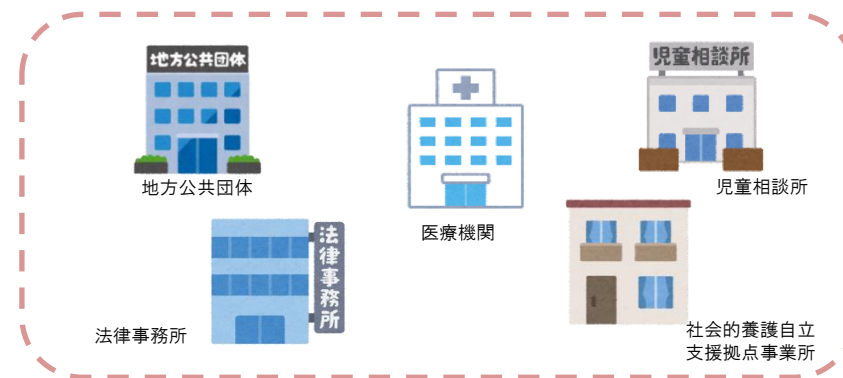 地方公共団体
児童相談所
地方公共団体
児童相談所
医療機関
法律事務所
法律事務所
社会的養護自立
支援拠点事業所